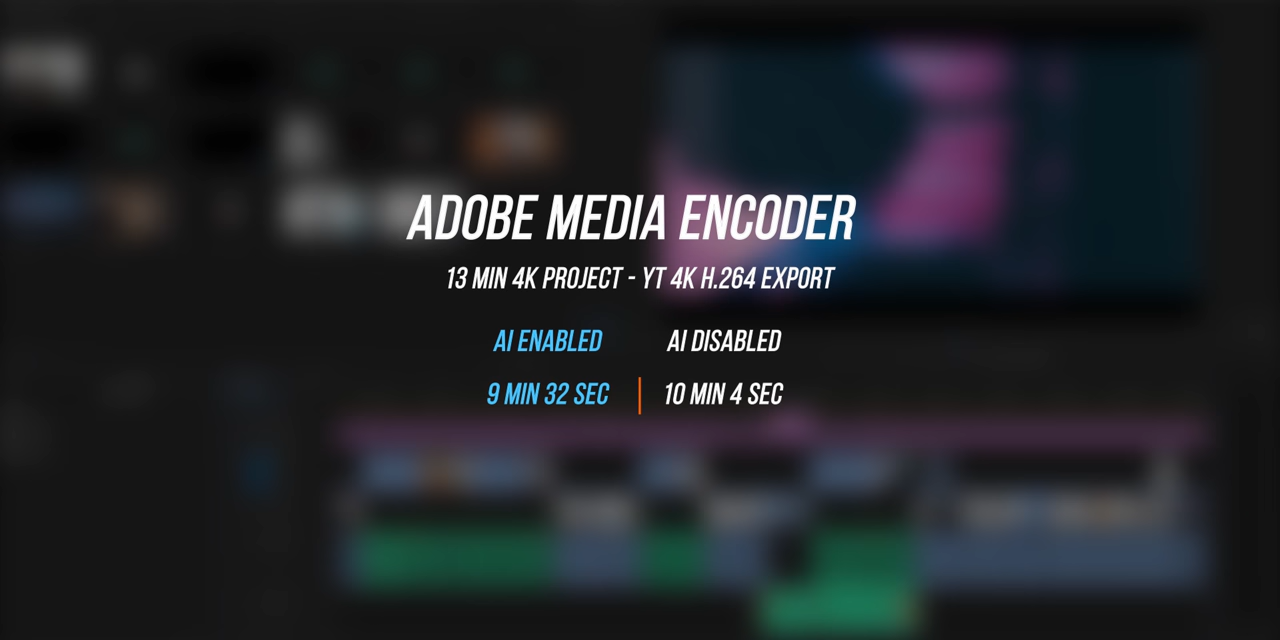 ADOBE MEDIA ENCODER
13 MIN 4K PROJECT - YT 4K H.264 EXPORT
AI ENABLED AI DISABLED
9 MIN 32 SEC 10 MIN 4 SEC